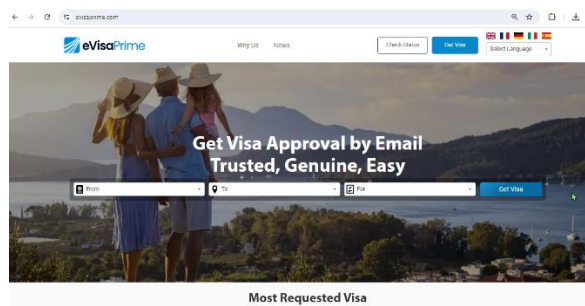 evisaprime.com
eVisaPrime
Why Us
News
Check Status
Get Visa
Select Language
Get Visa Approval by Email
Trusted, Genuine, Easy
From
To
For
Get Visa
Most Requested Visa